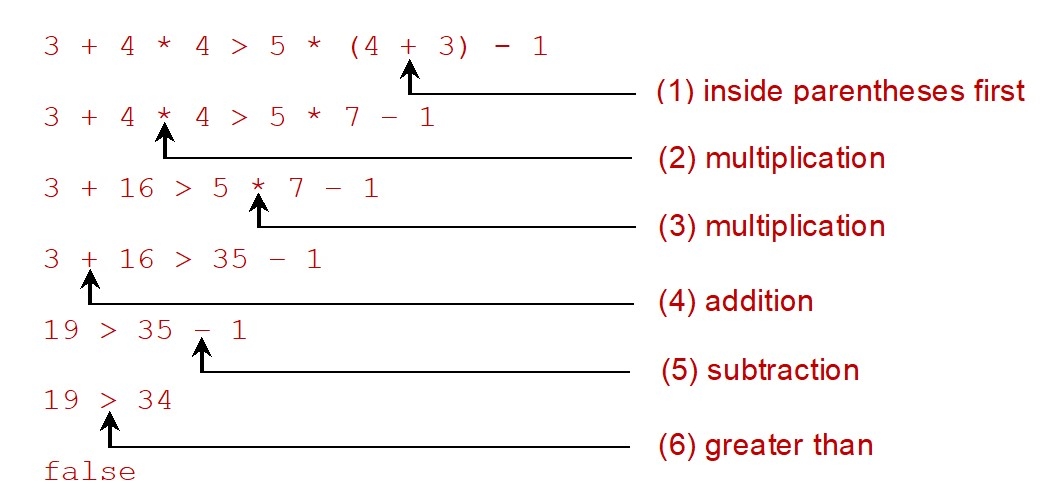 3 + 4 * 4 > 5 * (4 + 3) - 1
(1) inside parentheses first
3 + 4 * 4 > 5 * 7 – 1
(2) multiplication
3 + 16 > 5 * 7 – 1
(3) multiplication
3 + 16 > 35 – 1
(4) addition
19 > 35 – 1
(5) subtraction
19 > 34
(6) greater than
false